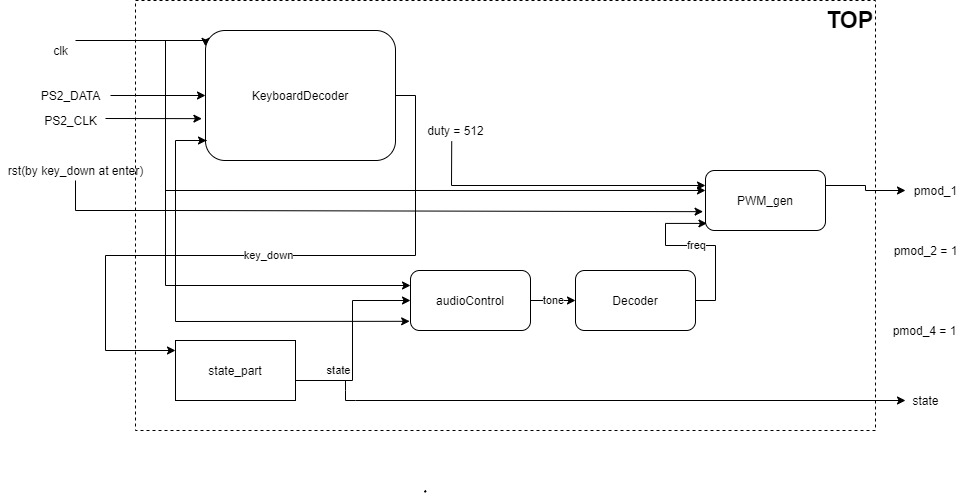 TOP
clk
PS2_DATA
KeyboardDecoder
PS2_CLK
duty = 512
rst(by key_down at enter)
PWM_gen
pmod_1
freq
pmod_2 = 1
key_down
audioControl
tone
Decoder
pmod_4 = 1
state_part
state
state
.